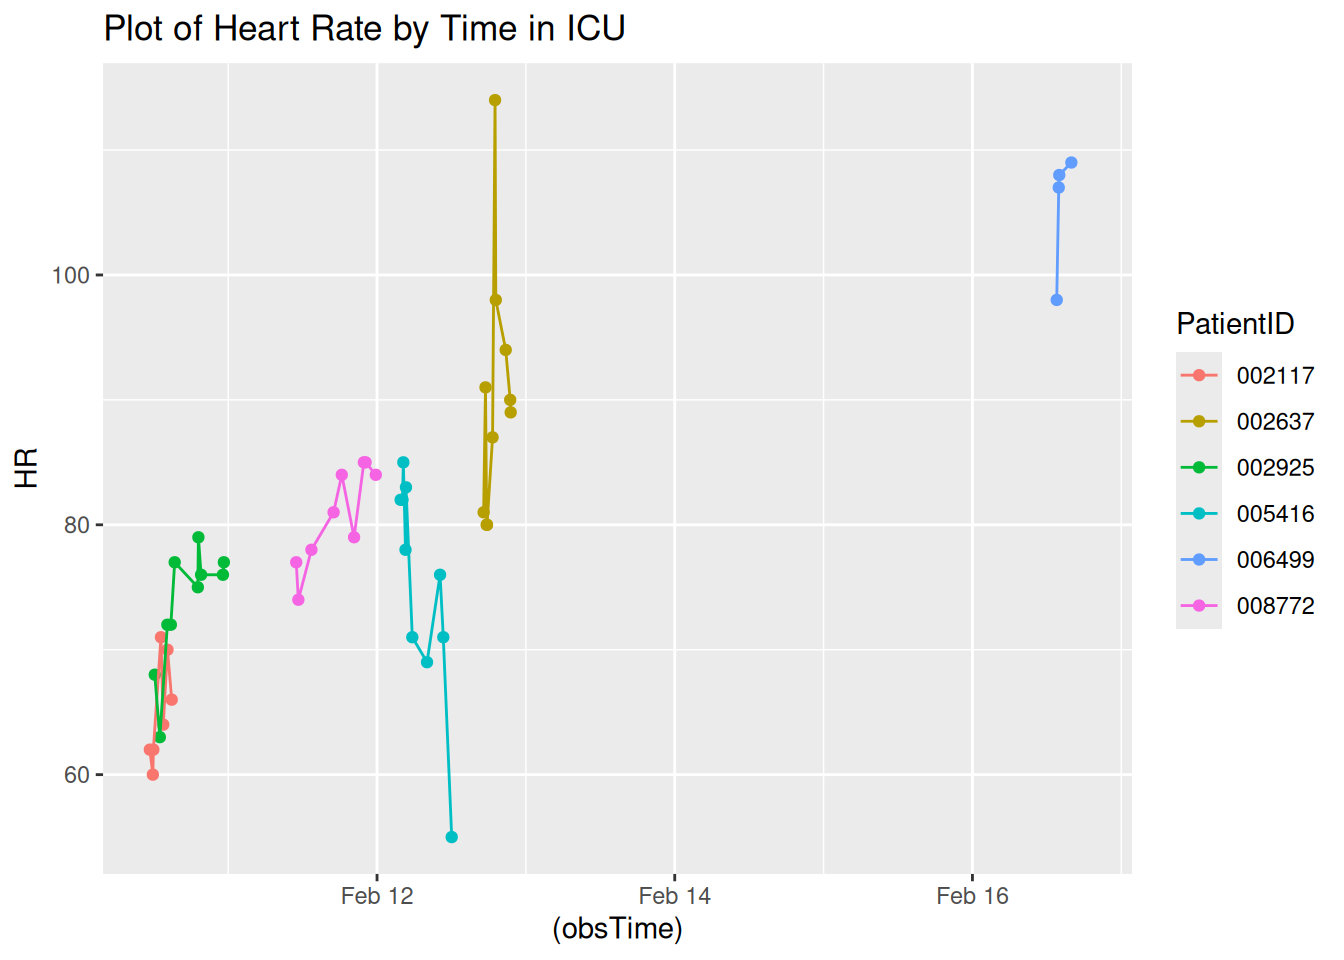 Plot of Heart Rate by Time in ICU
HR
100
80
60
Feb 12
Feb 14
Feb 16
(obsTime)
PatientID
002117
002637
002925
005416
006499
008772